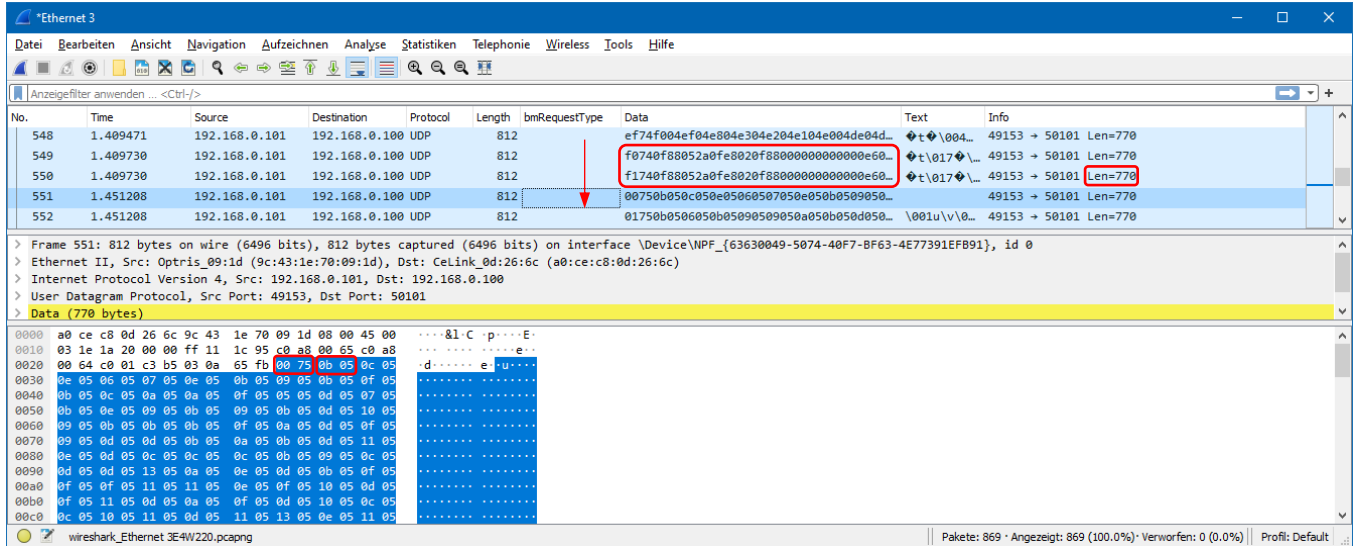 *Ethernet 3
Datei Bearbeiten Ansicht Navigation Aufzeichnen Analyse Statistiken Telephonie Wireless Tools Hilfe
Anzeigefilter anwenden ... <Ctrl-/>
No. Time Source Destination Protocol Length bmRequestType Data Text Info
548 1.409471 192.168.0.101 192.168.0.100 UDP 812 ef74f004ef04e804e304e204e104e004de04d… �t�\004… 49153 → 50101 Len=770
549 1.409730 192.168.0.101 192.168.0.100 UDP 812 f0740f88052a0fe8020f88000000000000e60… �t\017�\… 49153 → 50101 Len=770
550 1.409730 192.168.0.101 192.168.0.100 UDP 812 f1740f88052a0fe8020f88000000000000e60… �t\017�\… 49153 → 50101 Len=770
551 1.451208 192.168.0.101 192.168.0.100 UDP 812 00750b050c050e05060507050e050b0509050… 49153 → 50101 Len=770
552 1.451208 192.168.0.101 192.168.0.100 UDP 812 01750b0506050b05090509050a050b050d050… \001u\v\0… 49153 → 50101 Len=770
> Frame 551: 812 bytes on wire (6496 bits), 812 bytes captured (6496 bits) on interface \Device\NPF_{63630049-5074-40F7-BF63-4E77391EFB91}, id 0
> Ethernet II, Src: Optris_09:1d (9c:43:1e:70:09:1d), Dst: CeLink_0d:26:6c (a0:ce:c8:0d:26:6c)
> Internet Protocol Version 4, Src: 192.168.0.101, Dst: 192.168.0.100
> User Datagram Protocol, Src Port: 49153, Dst Port: 50101
> Data (770 bytes)
0000 a0 ce c8 0d 26 6c 9c 43 1e 70 09 1d 08 00 45 00 ····&l·C ·p····E·
0010 03 1e 1a 20 00 00 ff 11 1c 95 c0 a8 00 65 c0 a8 ··· ···· ·····e··
0020 00 64 c0 01 c3 b5 03 0a 65 fb 00 75 0b 05 0c 05 ·d······ e··u····
0030 0e 05 06 05 07 05 0e 05 0b 05 09 05 0b 05 0f 05 ········ ········
0040 0b 05 0c 05 0a 05 0a 05 0f 05 05 05 0d 05 07 05 ········ ········
0050 0b 05 0e 05 09 05 0b 05 09 05 0b 05 0d 05 10 05 ········ ········
0060 09 05 0b 05 0b 05 0b 05 0f 05 0a 05 0d 05 0f 05 ········ ········
0070 09 05 0d 05 0d 05 0b 05 0a 05 0b 05 0d 05 11 05 ········ ········
0080 0e 05 0d 05 0c 05 0c 05 0c 05 0b 05 09 05 0c 05 ········ ········
0090 0d 05 0d 05 13 05 0a 05 0e 05 0d 05 0b 05 0f 05 ········ ········
00a0 0f 05 0f 05 11 05 11 05 0e 05 0f 05 10 05 0d 05 ········ ········
00b0 0f 05 11 05 0d 05 0a 05 0f 05 0d 05 10 05 0c 05 ········ ········
00c0 0c 05 10 05 11 05 0d 05 11 05 13 05 0e 05 11 05 ········ ········
wireshark_Ethernet 3E4W220.pcapng Pakete: 869 · Angezeigt: 869 (100.0%) · Verworfen: 0 (0.0%) Profil: Default